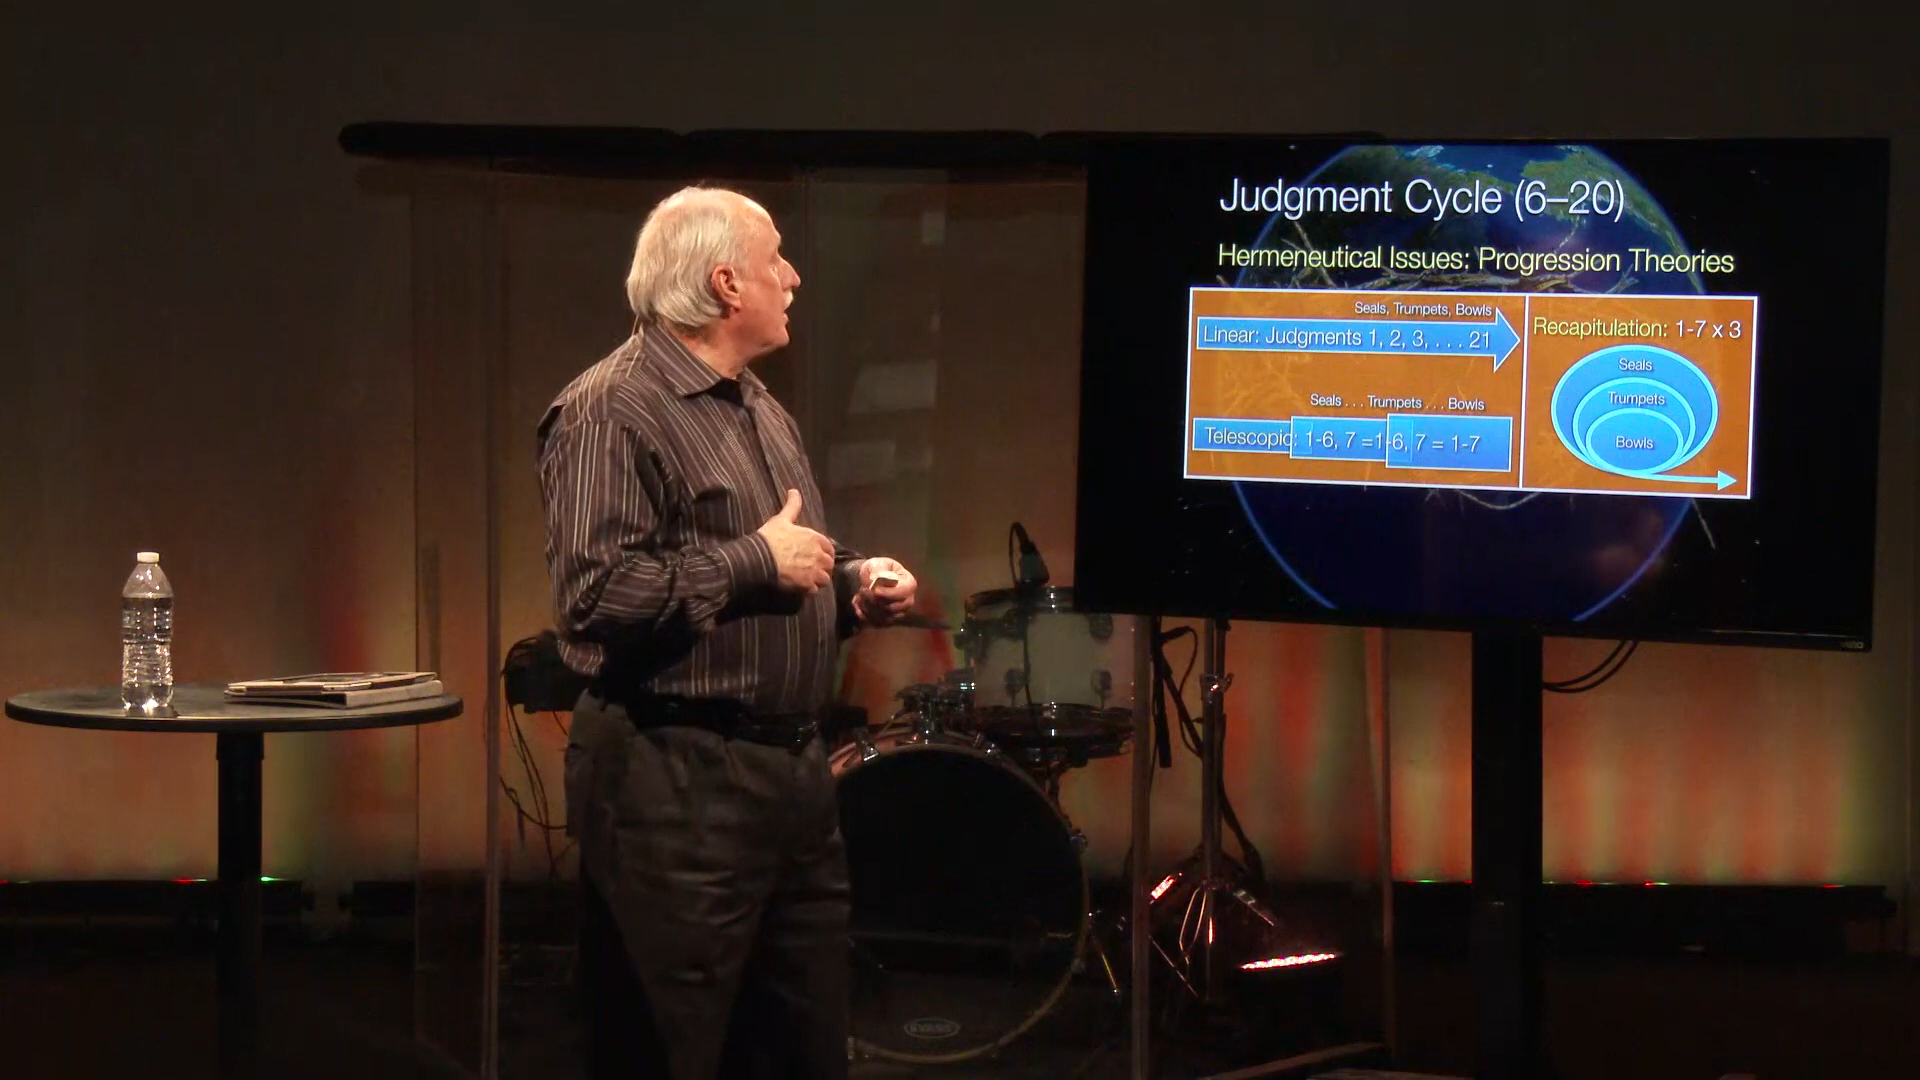 Judgment Cycle (6–20)
Hermeneutical Issues: Progression Theories
Seals, Trumpets, Bowls
Linear: Judgments 1, 2, 3, . . . 21
Seals . . . Trumpets . . . Bowls
Telescopic: 1-6, 7 =1-6, 7 = 1-7
Recapitulation: 1-7 x 3
Seals
Trumpets
Bowls